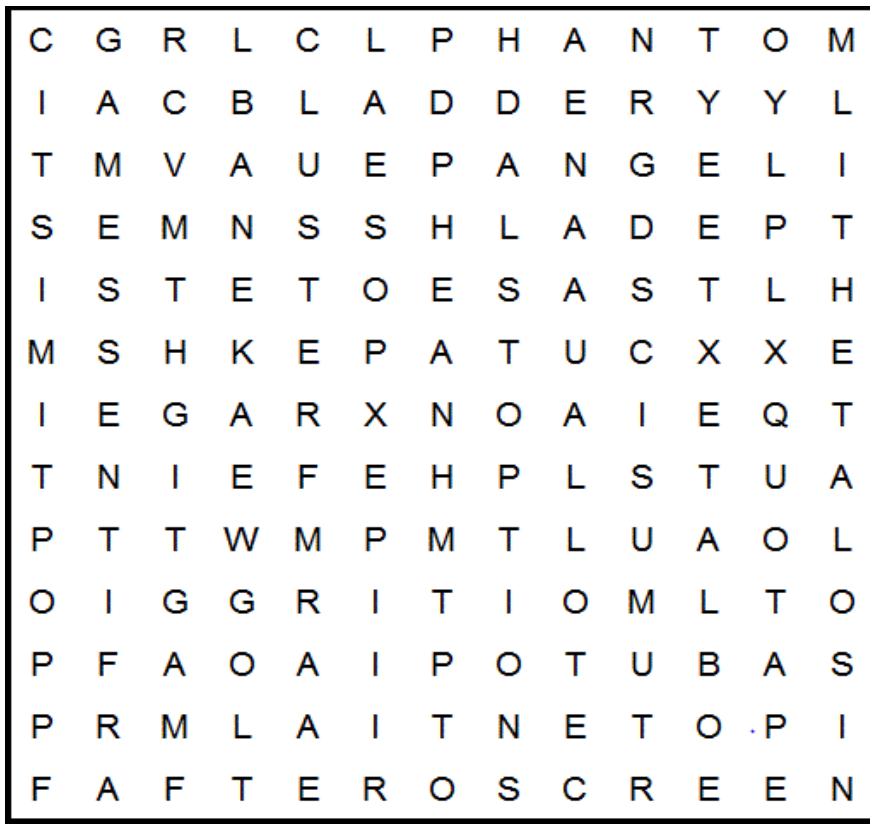 C G R L C L P H A N T O M
I A C B L A D D E R Y Y L
T M V A U E P A N G E L I
S E M N S S H L A D E P T
I S T E T O E S A S T L H
M S H K E P A T U C X X E
I E G A R X N O A I E Q T
T N I E F E H P L S T U A
P T T W M P M T L U A O L
O I G G R I T I O M L T O
P F A O A I P O T U B A S
P R M L A I T N E T O P I
F A F T E R O S C R E E N